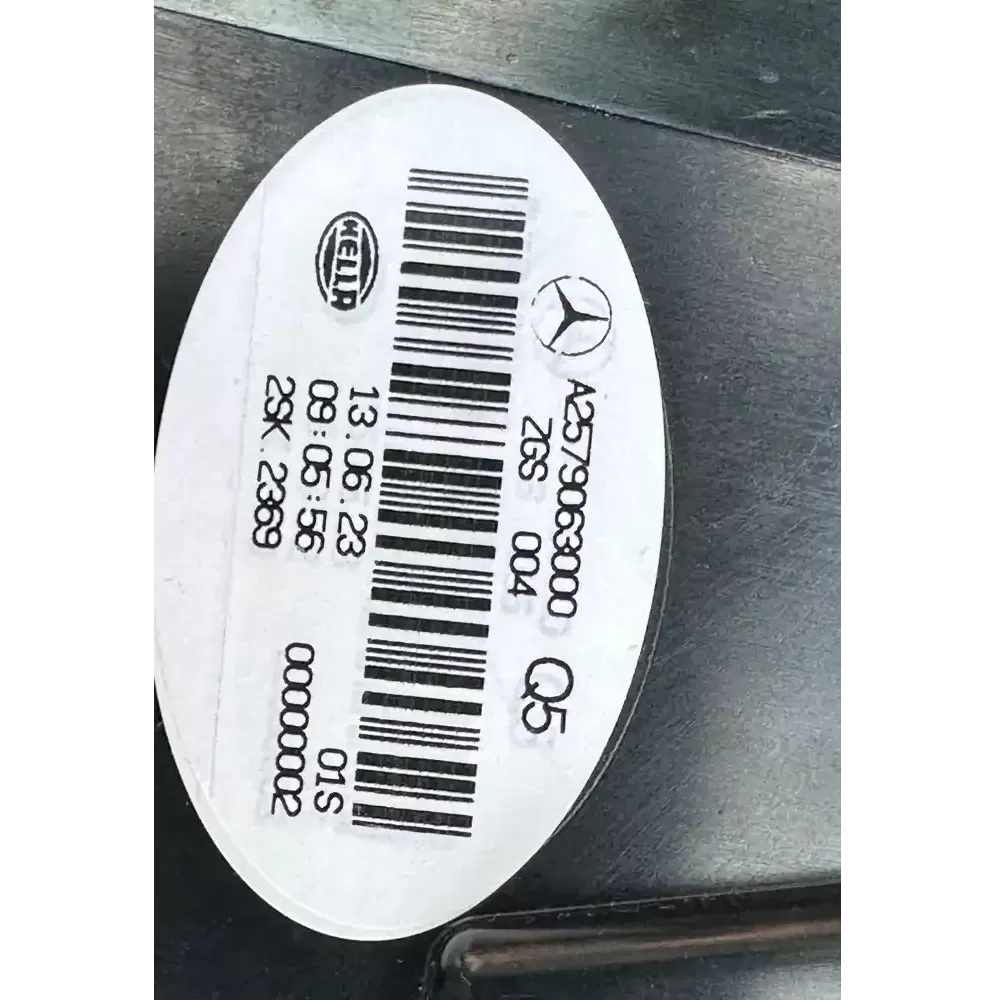 A2579063000 Q5
ZGS 004
HELLA
13.06.23
09:05:56
2SK.2369
01S
00000002